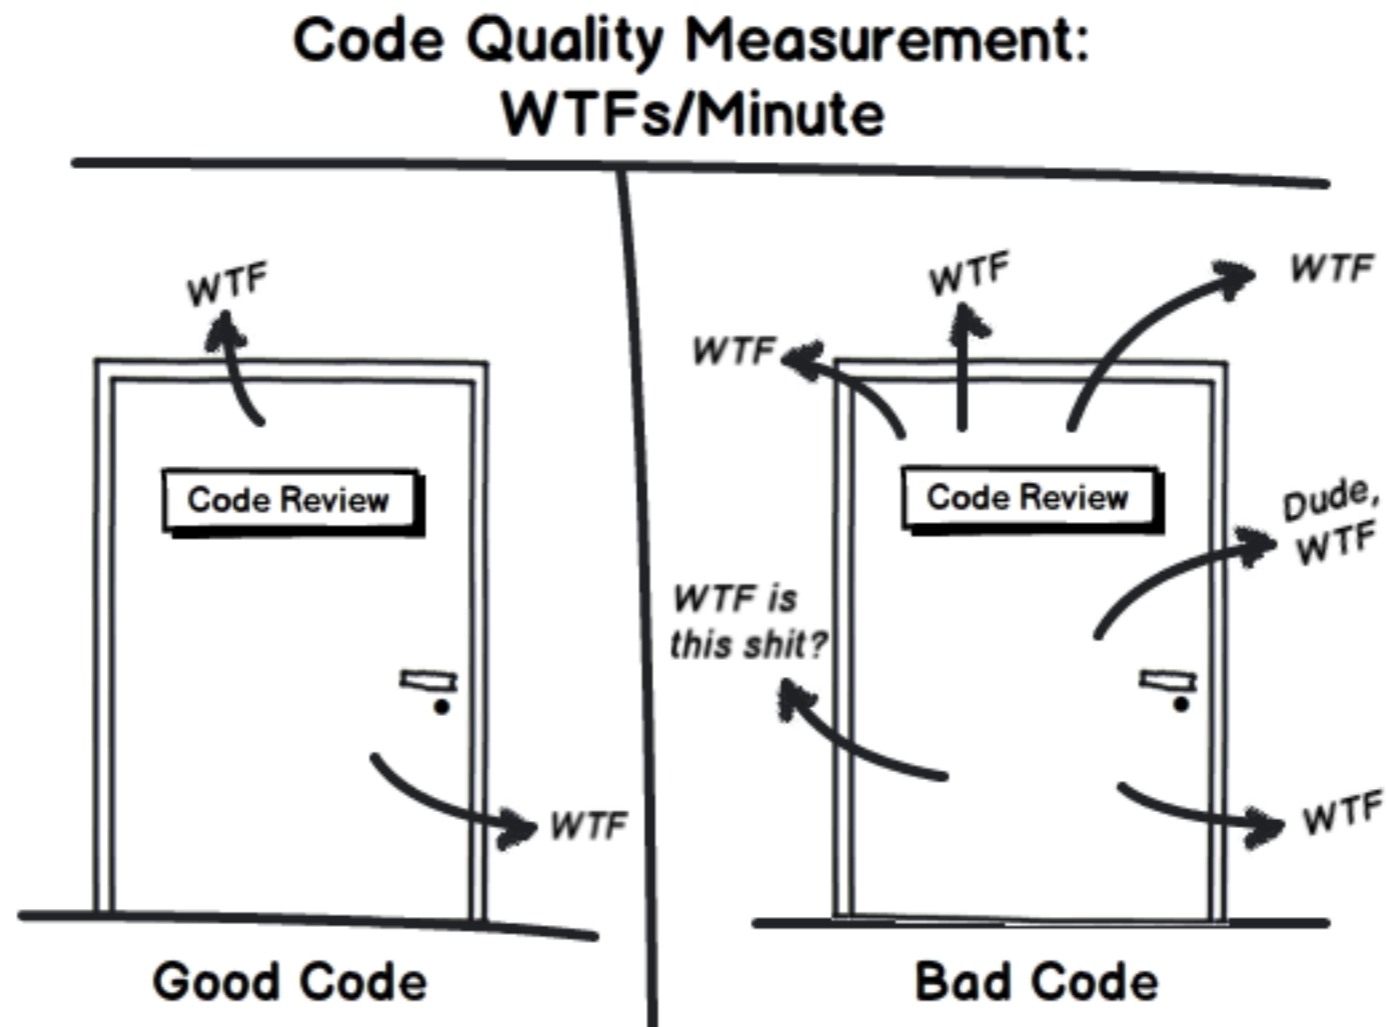 Code Quality Measurement:
WTFs/Minute
WTF
Code Review
WTF
Good Code
WTF
WTF
WTF
Code Review
Dude,
WTF
WTF is
this shit?
WTF
Bad Code